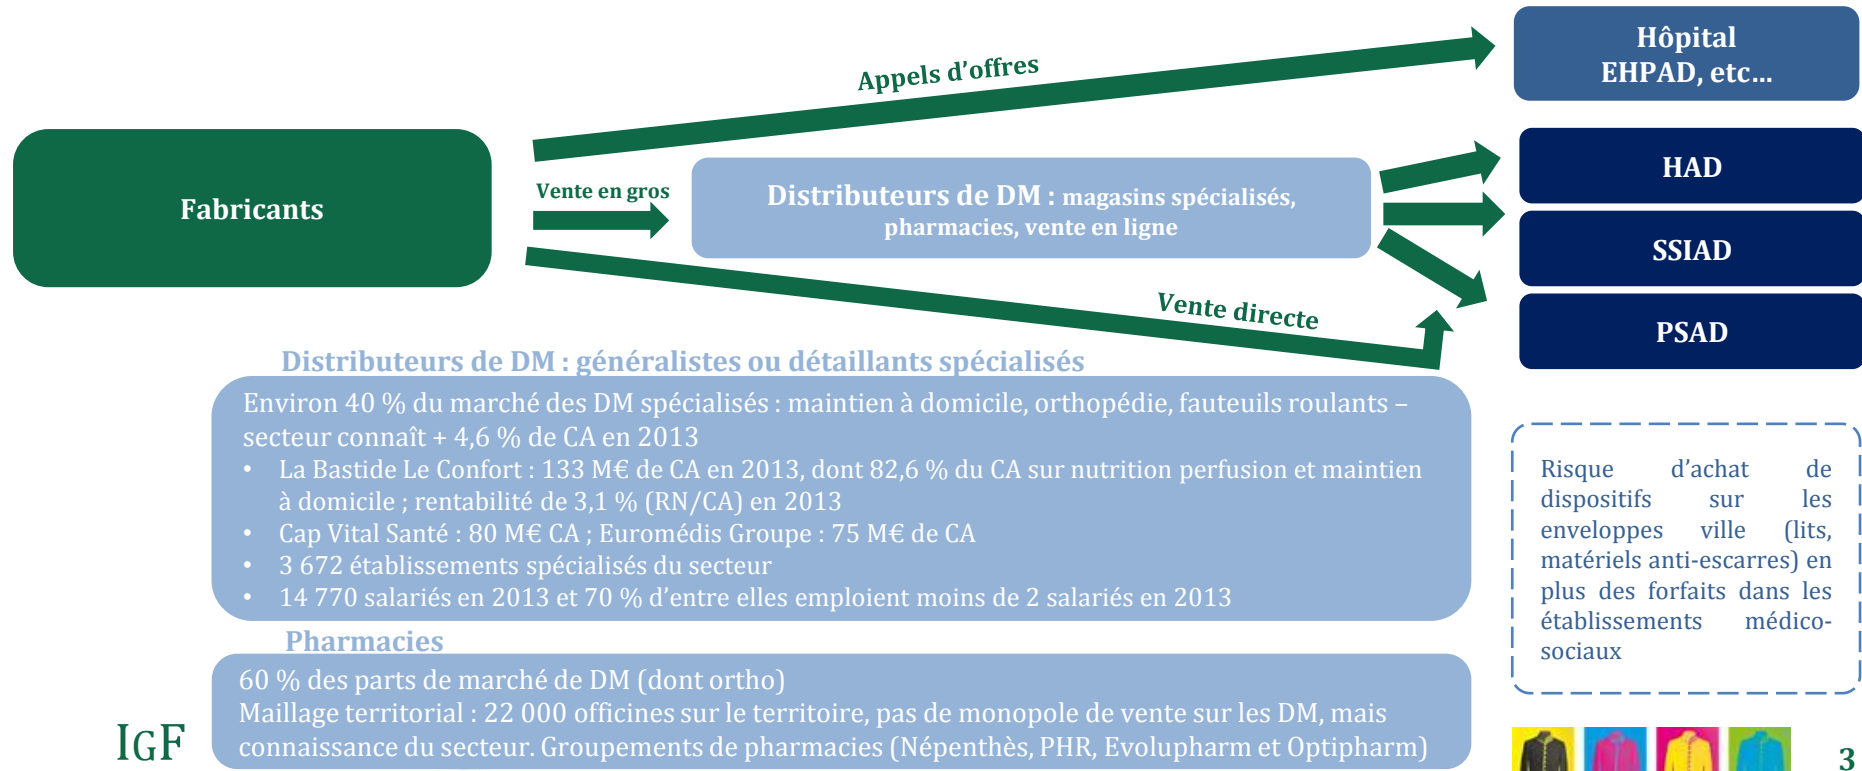 Appels d'offres
Hôpital
EHPAD, etc…
Fabricants
Vente en gros
Distributeurs de DM : magasins spécialisés,
pharmacies, vente en ligne
HAD
SSIAD
PSAD
Vente directe
Distributeurs de DM : généralistes ou détaillants spécialisés
Environ 40 % du marché des DM spécialisés : maintien à domicile, orthopédie, fauteuils roulants –
secteur connaît + 4,6 % de CA en 2013
• La Bastide Le Confort : 133 M€ de CA en 2013, dont 82,6 % du CA sur nutrition perfusion et maintien
à domicile ; rentabilité de 3,1 % (RN/CA) en 2013
• Cap Vital Santé : 80 M€ CA ; Euromédis Groupe : 75 M€ de CA
• 3 672 établissements spécialisés du secteur
• 14 770 salariés en 2013 et 70 % d'entre elles emploient moins de 2 salariés en 2013
Risque d'achat de
dispositifs sur les
enveloppes ville (lits,
matériels anti-escarres) en
plus des forfaits dans les
établissements médico-
sociaux
Pharmacies
60 % des parts de marché de DM (dont ortho)
Maillage territorial : 22 000 officines sur le territoire, pas de monopole de vente sur les DM, mais
connaissance du secteur. Groupements de pharmacies (Népenthès, PHR, Evolupharm et Optipharm)
IGF
3